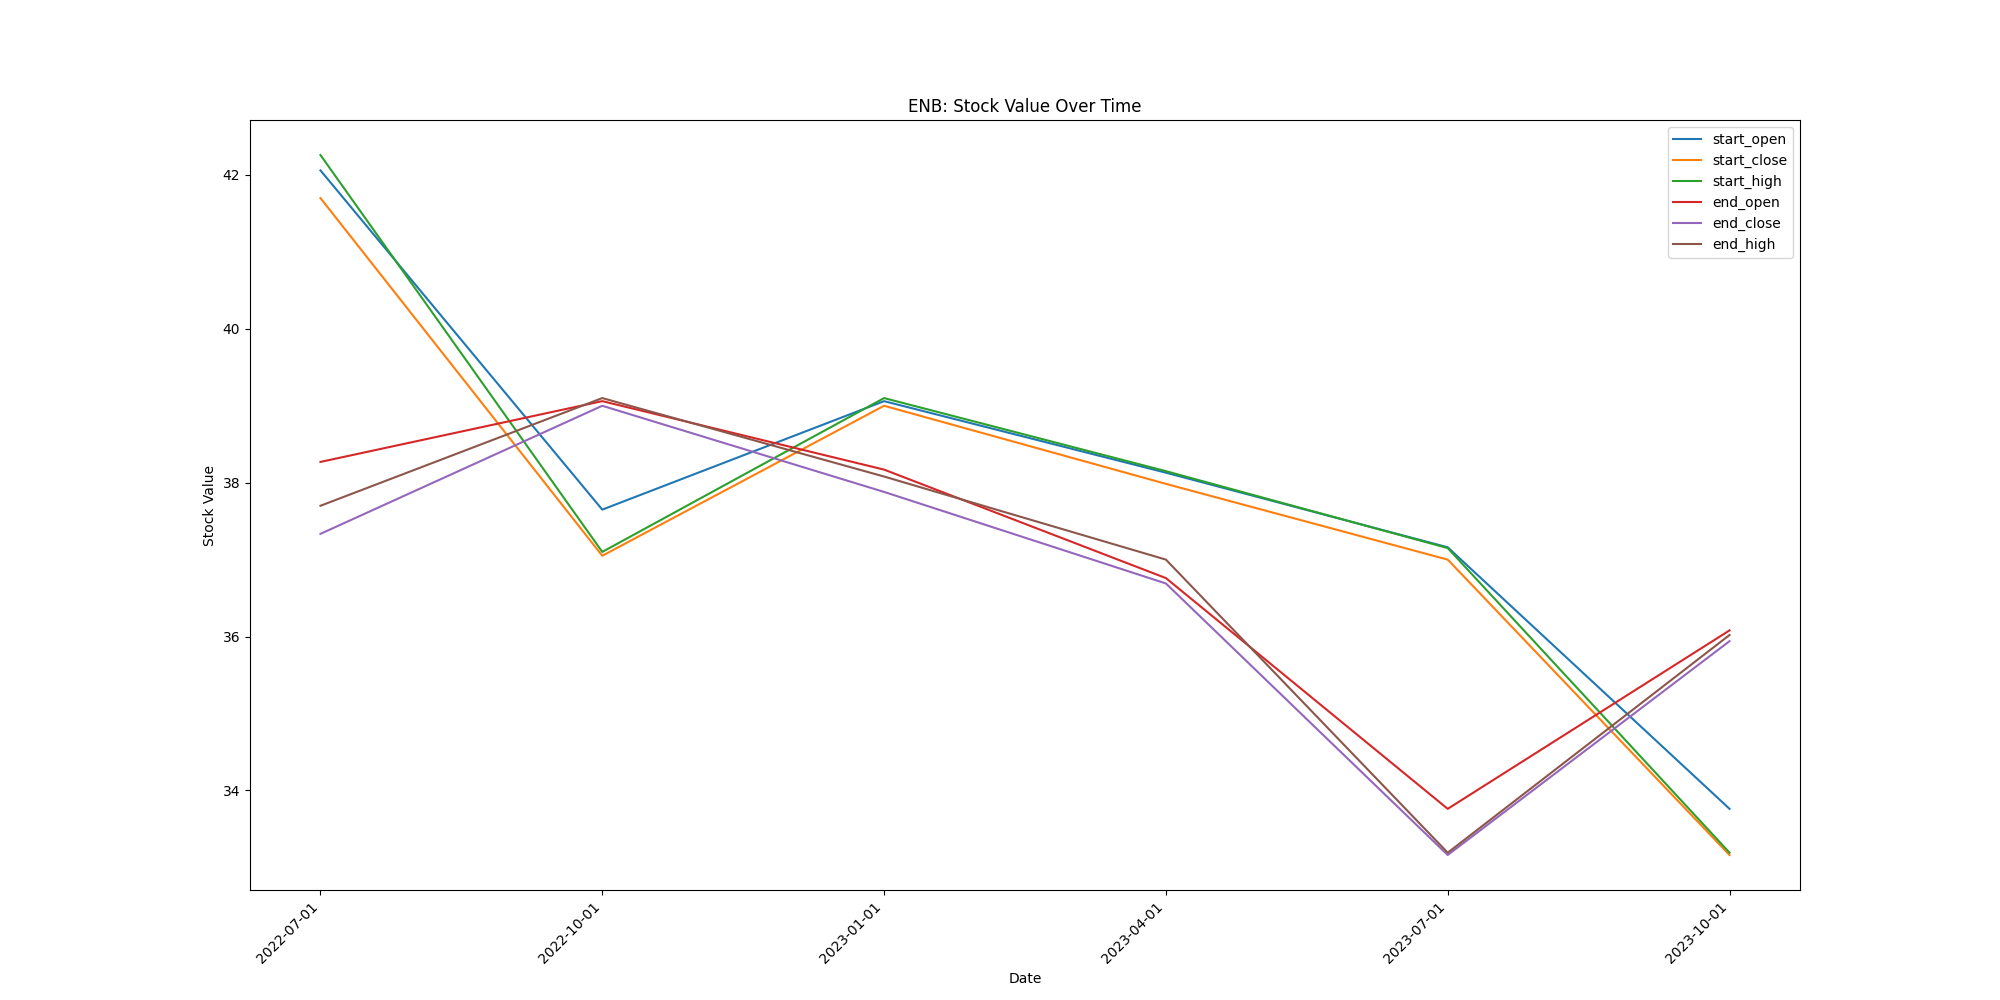 ENB: Stock Value Over Time
start_open
start_close
start_high
end_open
end_close
end_high
42
40
38
36
34
Stock Value
2022-07-01
2022-10-01
2023-01-01
2023-04-01
2023-07-01
2023-10-01
Date